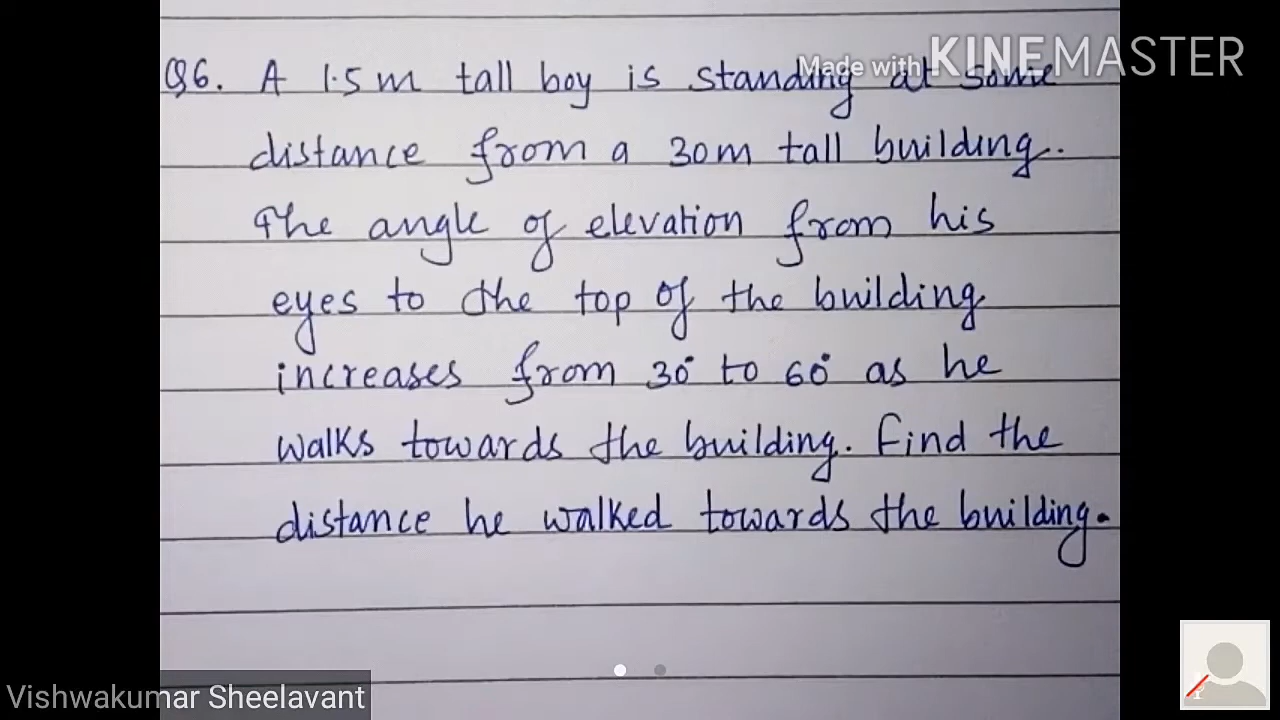 Made with KINEMASTER
Q6. A 1.5m tall boy is standing at some
distance from a 30m tall building.
The angle of elevation from his
eyes to the top of the building
increases from 30° to 60° as he
walks towards the building. Find the
distance he walked towards the building.
Vishwakumar Sheelavant